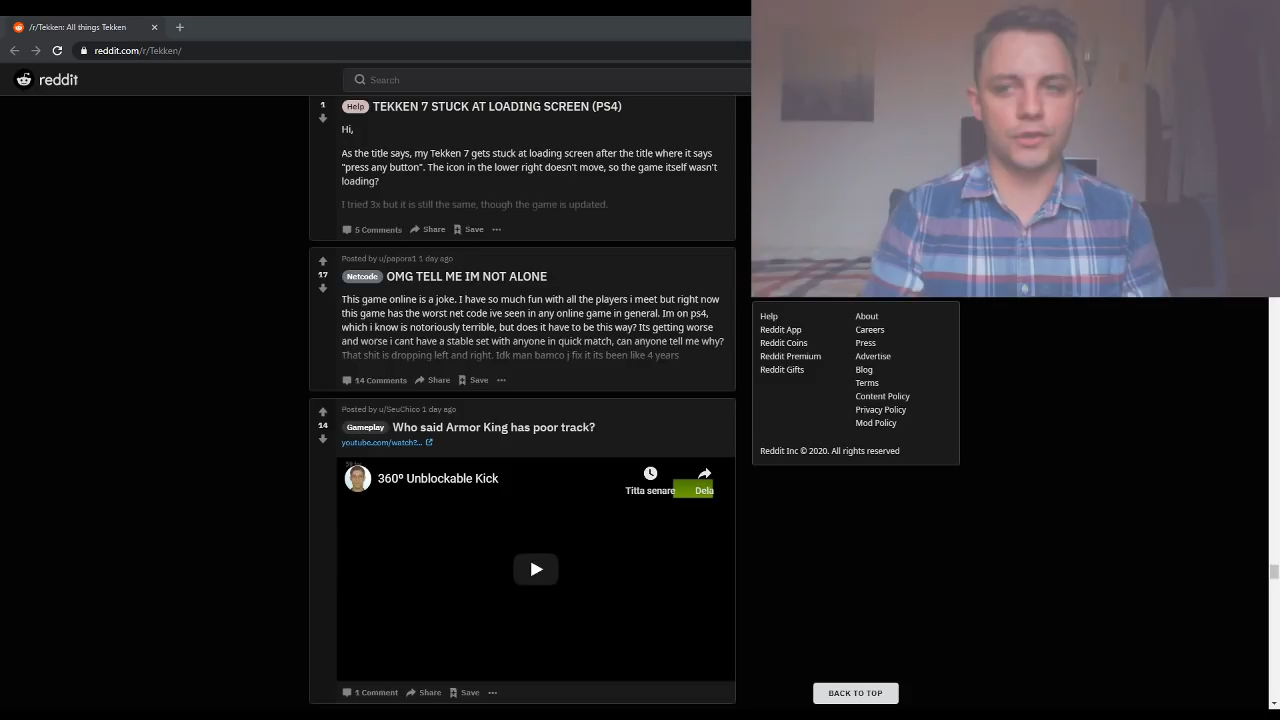 /r/Tekken: All things Tekken
reddit.com/r/Tekken/
reddit
Search
1
Help TEKKEN 7 STUCK AT LOADING SCREEN (PS4)
Hi,
As the title says, my Tekken 7 gets stuck at loading screen after the title where it says
"press any button". The icon in the lower right doesn't move, so the game itself wasn't
loading?
I tried 3x but it is still the same, though the game is updated.
5 Comments Share Save
Posted by u/papora1 1 day ago
17
Netcode OMG TELL ME IM NOT ALONE
This game online is a joke. I have so much fun with all the players i meet but right now
this game has the worst net code ive seen in any online game in general. Im on ps4,
which i know is notoriously terrible, but does it have to be this way? Its getting worse
and worse i cant have a stable set with anyone in quick match, can anyone tell me why?
That shit is dropping left and right. Idk man bamco j fix it its been like 4 years
14 Comments Share Save
Posted by u/SeuChico 1 day ago
14
Gameplay Who said Armor King has poor track?
youtube.com/watch?...
360º Unblockable Kick
Titta senare Dela
1 Comment Share Save
Help About
Reddit App Careers
Reddit Coins Press
Reddit Premium Advertise
Reddit Gifts Blog
Terms
Content Policy
Privacy Policy
Mod Policy
Reddit Inc © 2020. All rights reserved
BACK TO TOP